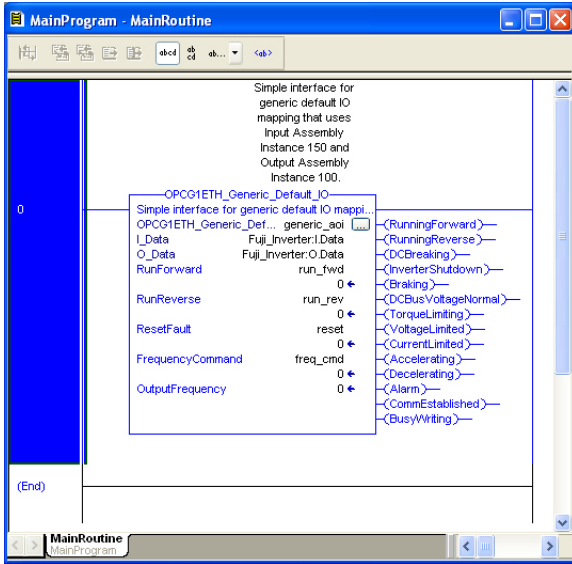 MainProgram - MainRoutine
abcd
ab
cd
ab...
<ab>
Simple interface for
generic default IO
mapping that uses
Input Assembly
Instance 150 and
Output Assembly
Instance 100.
OPCG1ETH_Generic_Default_IO
0
Simple interface for generic default IO mappi...
OPCG1ETH_Generic_Def... generic_aoi ... (RunningForward)
I_Data Fuji_Inverter:I.Data (RunningReverse)
O_Data Fuji_Inverter:O.Data (DCBreaking)
RunForward run_fwd (InverterShutdown)
0 (Braking)
RunReverse run_rev (DCBusVoltageNormal)
0 (TorqueLimiting)
ResetFault reset (VoltageLimited)
0 (CurrentLimited)
FrequencyCommand freq_cmd (Accelerating)
0 (Decelerating)
OutputFrequency 0 (Alarm)
(CommEstablished)
(BusyWriting)
(End)
MainRoutine
MainProgram